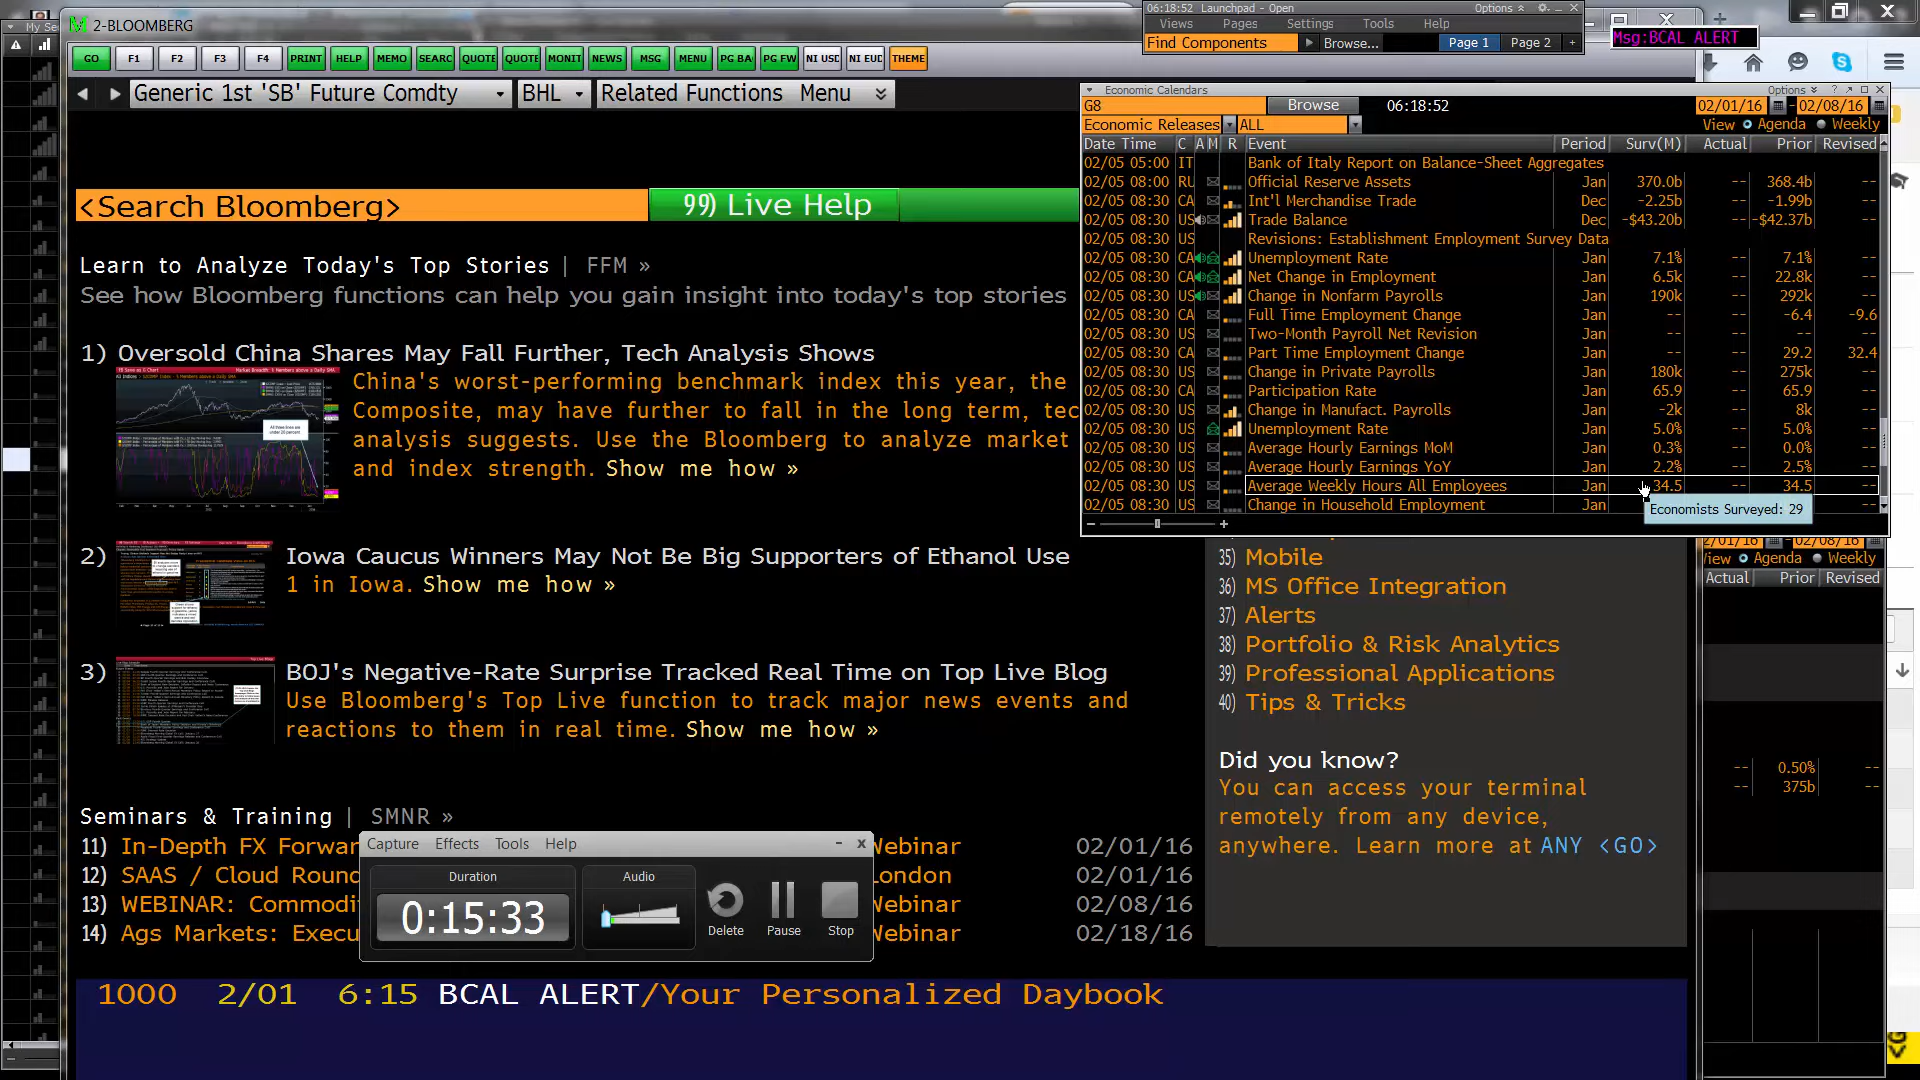 My Se
2-BLOOMBERG
06:18:52 Launchpad - Open Options
Views Pages Settings Tools Help
Find Components Browse... Page 1 Page 2 +
Msg:BCAL ALERT
GO F1 F2 F3 F4 PRINT HELP MEMO SEARC QUOTE QUOTE MONIT NEWS MSG MENU PG BA PG FW NI USD NI EUD THEME
Generic 1st 'SB' Future Comdty BHL Related Functions Menu
<Search Bloomberg> 99) Live Help
Learn to Analyze Today's Top Stories | FFM »
See how Bloomberg functions can help you gain insight into today's top stories
1) Oversold China Shares May Fall Further, Tech Analysis Shows
China's worst-performing benchmark index this year, the
Composite, may have further to fall in the long term, tec
analysis suggests. Use the Bloomberg to analyze market
and index strength. Show me how »
2) Iowa Caucus Winners May Not Be Big Supporters of Ethanol Use
1 in Iowa. Show me how »
3) BOJ's Negative-Rate Surprise Tracked Real Time on Top Live Blog
Use Bloomberg's Top Live function to track major news events and
reactions to them in real time. Show me how »
Seminars & Training | SMNR »
11) In-Depth FX Forwar Webinar 02/01/16
12) SAAS / Cloud Round London 02/01/16
13) WEBINAR: Commodi Webinar 02/08/16
14) Ags Markets: Execu Webinar 02/18/16
Capture Effects Tools Help
Duration Audio
0:15:33
Delete Pause Stop
1000 2/01 6:15 BCAL ALERT/Your Personalized Daybook
Economic Calendars Options
G8 Browse 06:18:52 02/01/16 - 02/08/16
Economic Releases ALL View Agenda Weekly
Date Time C A M R Event Period Surv(M) Actual Prior Revised
02/05 05:00 IT Bank of Italy Report on Balance-Sheet Aggregates
02/05 08:00 RU Official Reserve Assets Jan 370.0b -- 368.4b --
02/05 08:30 CA Int'l Merchandise Trade Dec -2.25b -- -1.99b --
02/05 08:30 US Trade Balance Dec -$43.20b -- -$42.37b --
02/05 08:30 US Revisions: Establishment Employment Survey Data
02/05 08:30 CA Unemployment Rate Jan 7.1% -- 7.1% --
02/05 08:30 CA Net Change in Employment Jan 6.5k -- 22.8k --
02/05 08:30 US Change in Nonfarm Payrolls Jan 190k -- 292k --
02/05 08:30 CA Full Time Employment Change Jan -- -- -6.4 -9.6
02/05 08:30 US Two-Month Payroll Net Revision Jan -- -- -- --
02/05 08:30 CA Part Time Employment Change Jan -- -- 29.2 32.4
02/05 08:30 US Change in Private Payrolls Jan 180k -- 275k --
02/05 08:30 CA Participation Rate Jan 65.9 -- 65.9 --
02/05 08:30 US Change in Manufact. Payrolls Jan -2k -- 8k --
02/05 08:30 US Unemployment Rate Jan 5.0% -- 5.0% --
02/05 08:30 US Average Hourly Earnings MoM Jan 0.3% -- 0.0% --
02/05 08:30 US Average Hourly Earnings YoY Jan 2.2% -- 2.5% --
02/05 08:30 US Average Weekly Hours All Employees Jan 34.5 -- 34.5 --
02/05 08:30 US Change in Household Employment Jan
Economists Surveyed: 29
2/01/16 - 02/08/16
View Agenda Weekly
Actual Prior Revised
-- 0.50% --
-- 375b --
35) Mobile
36) MS Office Integration
37) Alerts
38) Portfolio & Risk Analytics
39) Professional Applications
40) Tips & Tricks
Did you know?
You can access your terminal
remotely from any device,
anywhere. Learn more at ANY <GO>